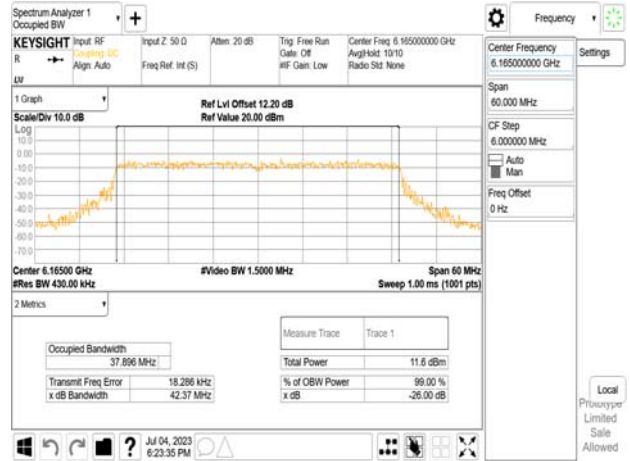 Spectrum Analyzer 1
Occupied BW
KEYSIGHT
R
Input: RF
Coupling: DC
Align: Auto
Input Z: 50 Ω
Freq Ref: Int (S)
Atten: 20 dB
Trig: Free Run
Gate: Off
#IF Gain: Low
Center Freq: 6.165000000 GHz
Avg|Hold: 10/10
Radio Std: None
1 Graph
Scale/Div 10.0 dB
Ref Lvl Offset 12.20 dB
Ref Value 20.00 dBm
Log
10.0
0.00
-10.0
-20.0
-30.0
-40.0
-50.0
-60.0
-70.0
Center 6.16500 GHz
#Res BW 430.00 kHz
#Video BW 1.5000 MHz
Span 60 MHz
Sweep 1.00 ms (1001 pts)
2 Metrics
Measure Trace
Trace 1
Occupied Bandwidth
37.896 MHz
Total Power
11.6 dBm
Transmit Freq Error
18.286 kHz
% of OBW Power
99.00 %
x dB Bandwidth
42.37 MHz
x dB
-26.00 dB
Jul 04, 2023
6:23:35 PM
Frequency
Center Frequency
6.165000000 GHz
Settings
Span
60.000 MHz
CF Step
6.000000 MHz
Auto
Man
Freq Offset
0 Hz
Local
Prototype
Limited
Sale
Allowed